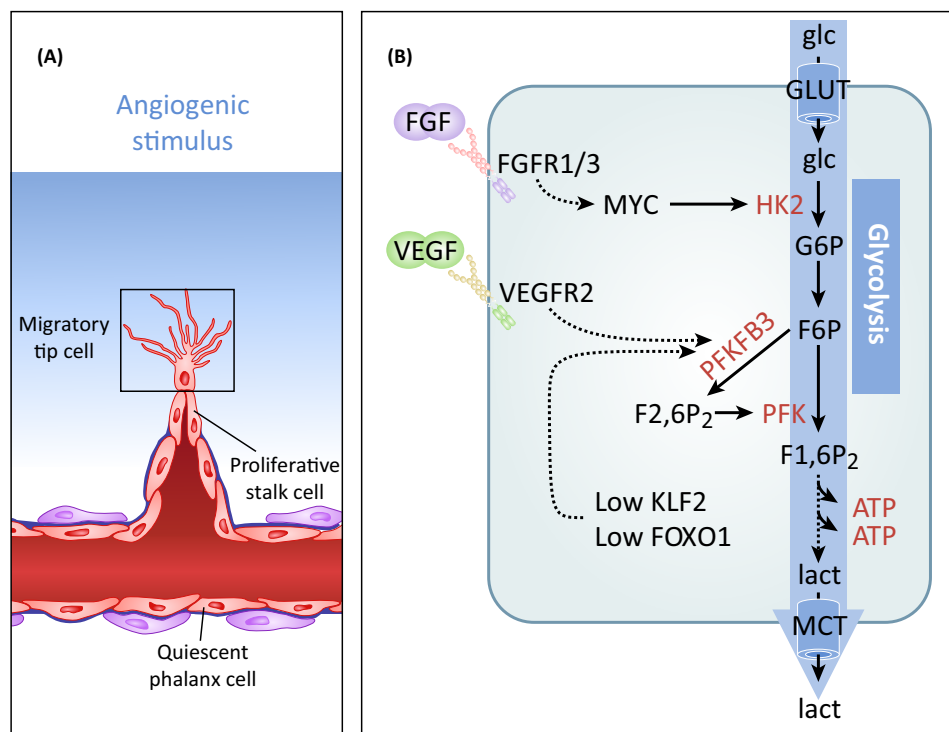 (A)
Angiogenic
stimulus
Migratory
tip cell
Proliferative
stalk cell
Quiescent
phalanx cell
(B)
glc
GLUT
FGF
FGFR1/3
glc
MYC
HK2
G6P
Glycolysis
VEGF
VEGFR2
PFKFB3
F6P
F2,6P₂
PFK
F1,6P₂
Low KLF2
Low FOXO1
ATP
ATP
lact
MCT
lact